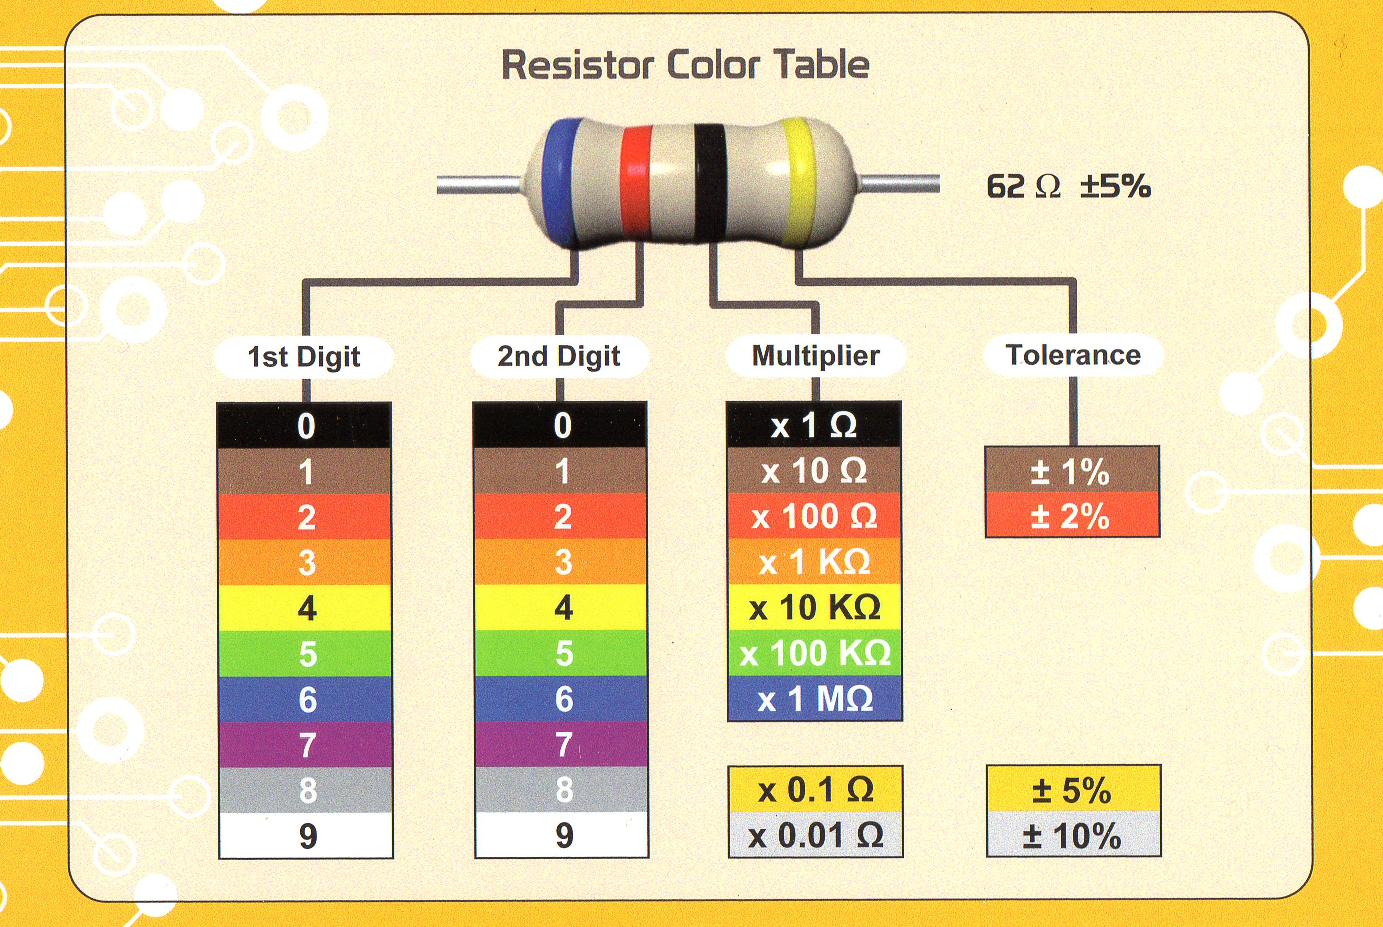 Resistor Color Table
62 Ω ±5%
1st Digit
2nd Digit
Multiplier
Tolerance
0
1
2
3
4
5
6
7
8
9
0
1
2
3
4
5
6
7
8
9
x 1 Ω
x 10 Ω
x 100 Ω
x 1 KΩ
x 10 KΩ
x 100 KΩ
x 1 MΩ
x 0.1 Ω
x 0.01 Ω
± 1%
± 2%
± 5%
± 10%